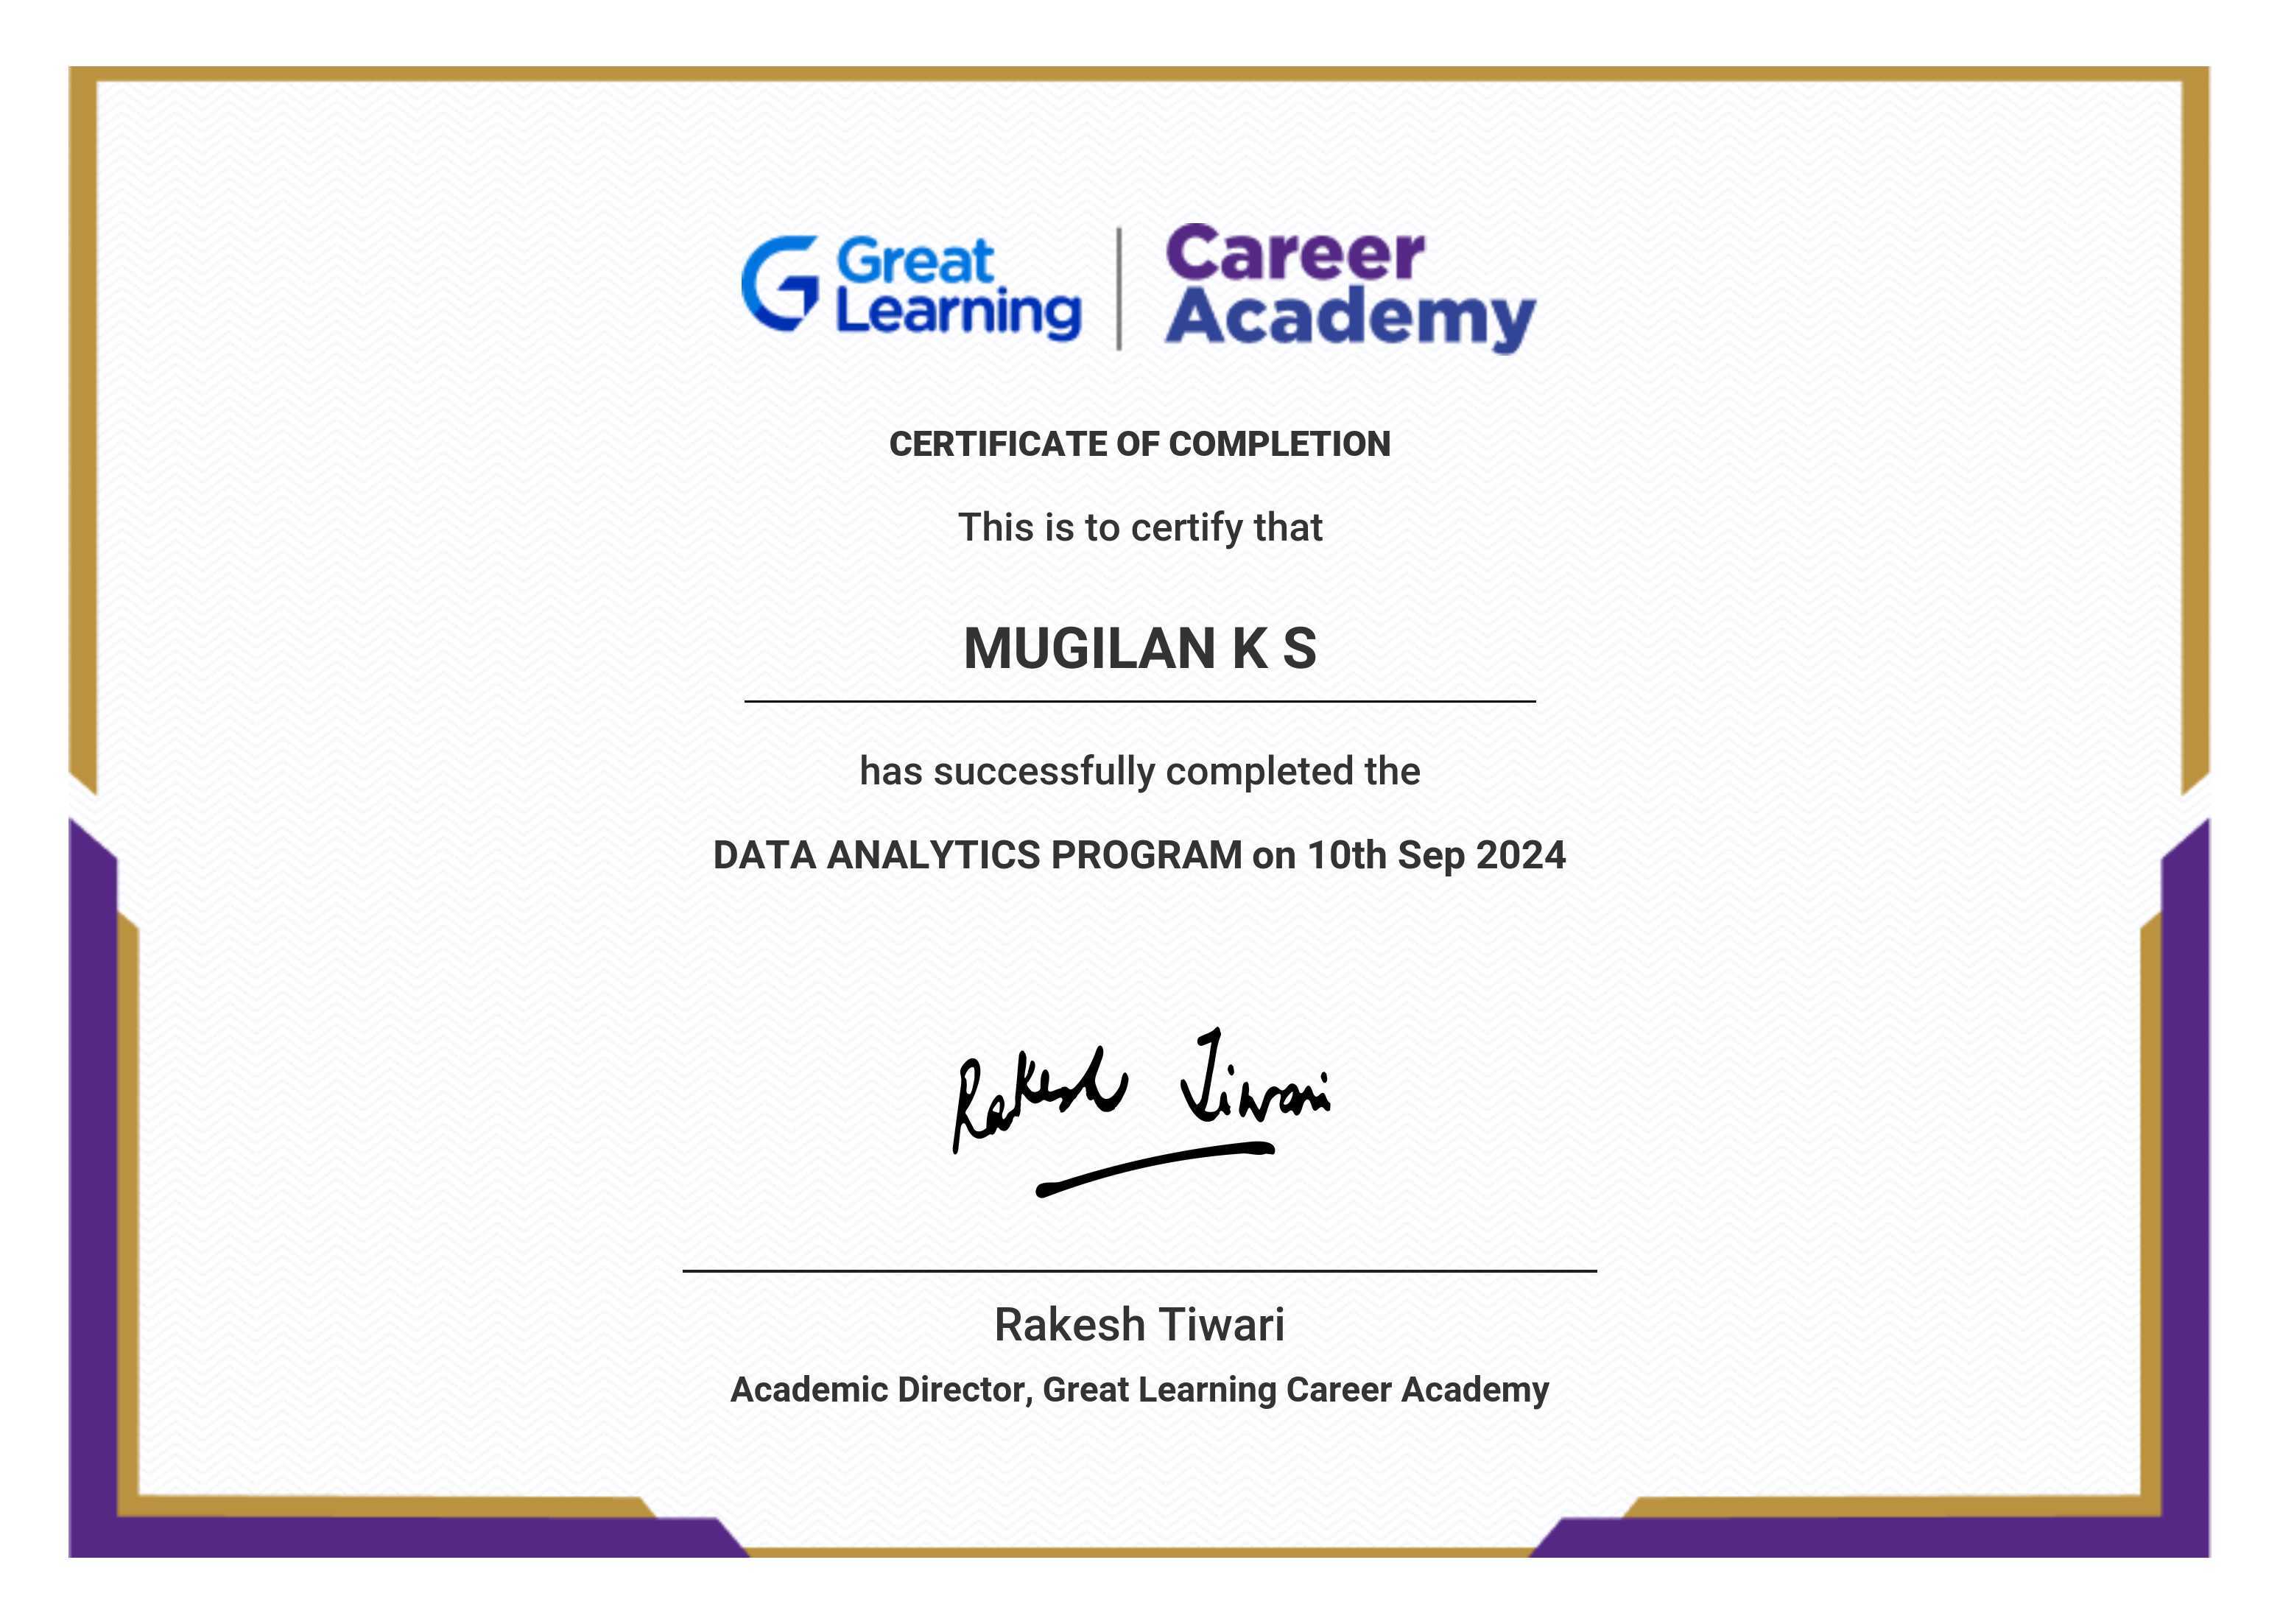 Great Learning
Career Academy
CERTIFICATE OF COMPLETION
This is to certify that
MUGILAN K S
has successfully completed the
DATA ANALYTICS PROGRAM on 10th Sep 2024
Rakesh Tiwari
Rakesh Tiwari
Academic Director, Great Learning Career Academy